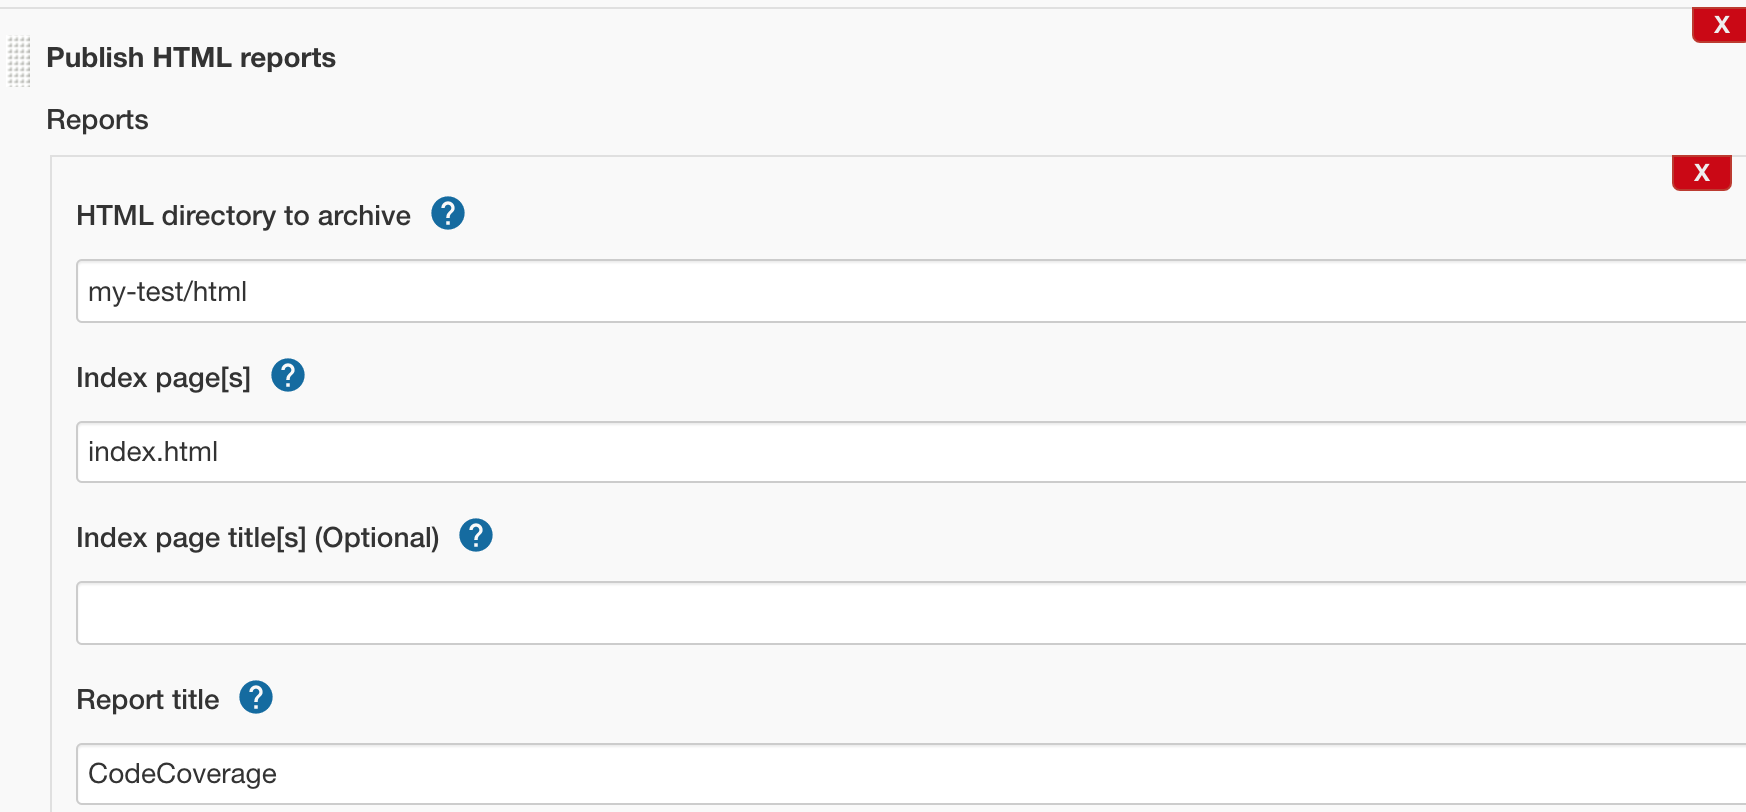 X
Publish HTML reports
Reports
X
HTML directory to archive ?
my-test/html
Index page[s] ?
index.html
Index page title[s] (Optional) ?
Report title ?
CodeCoverage